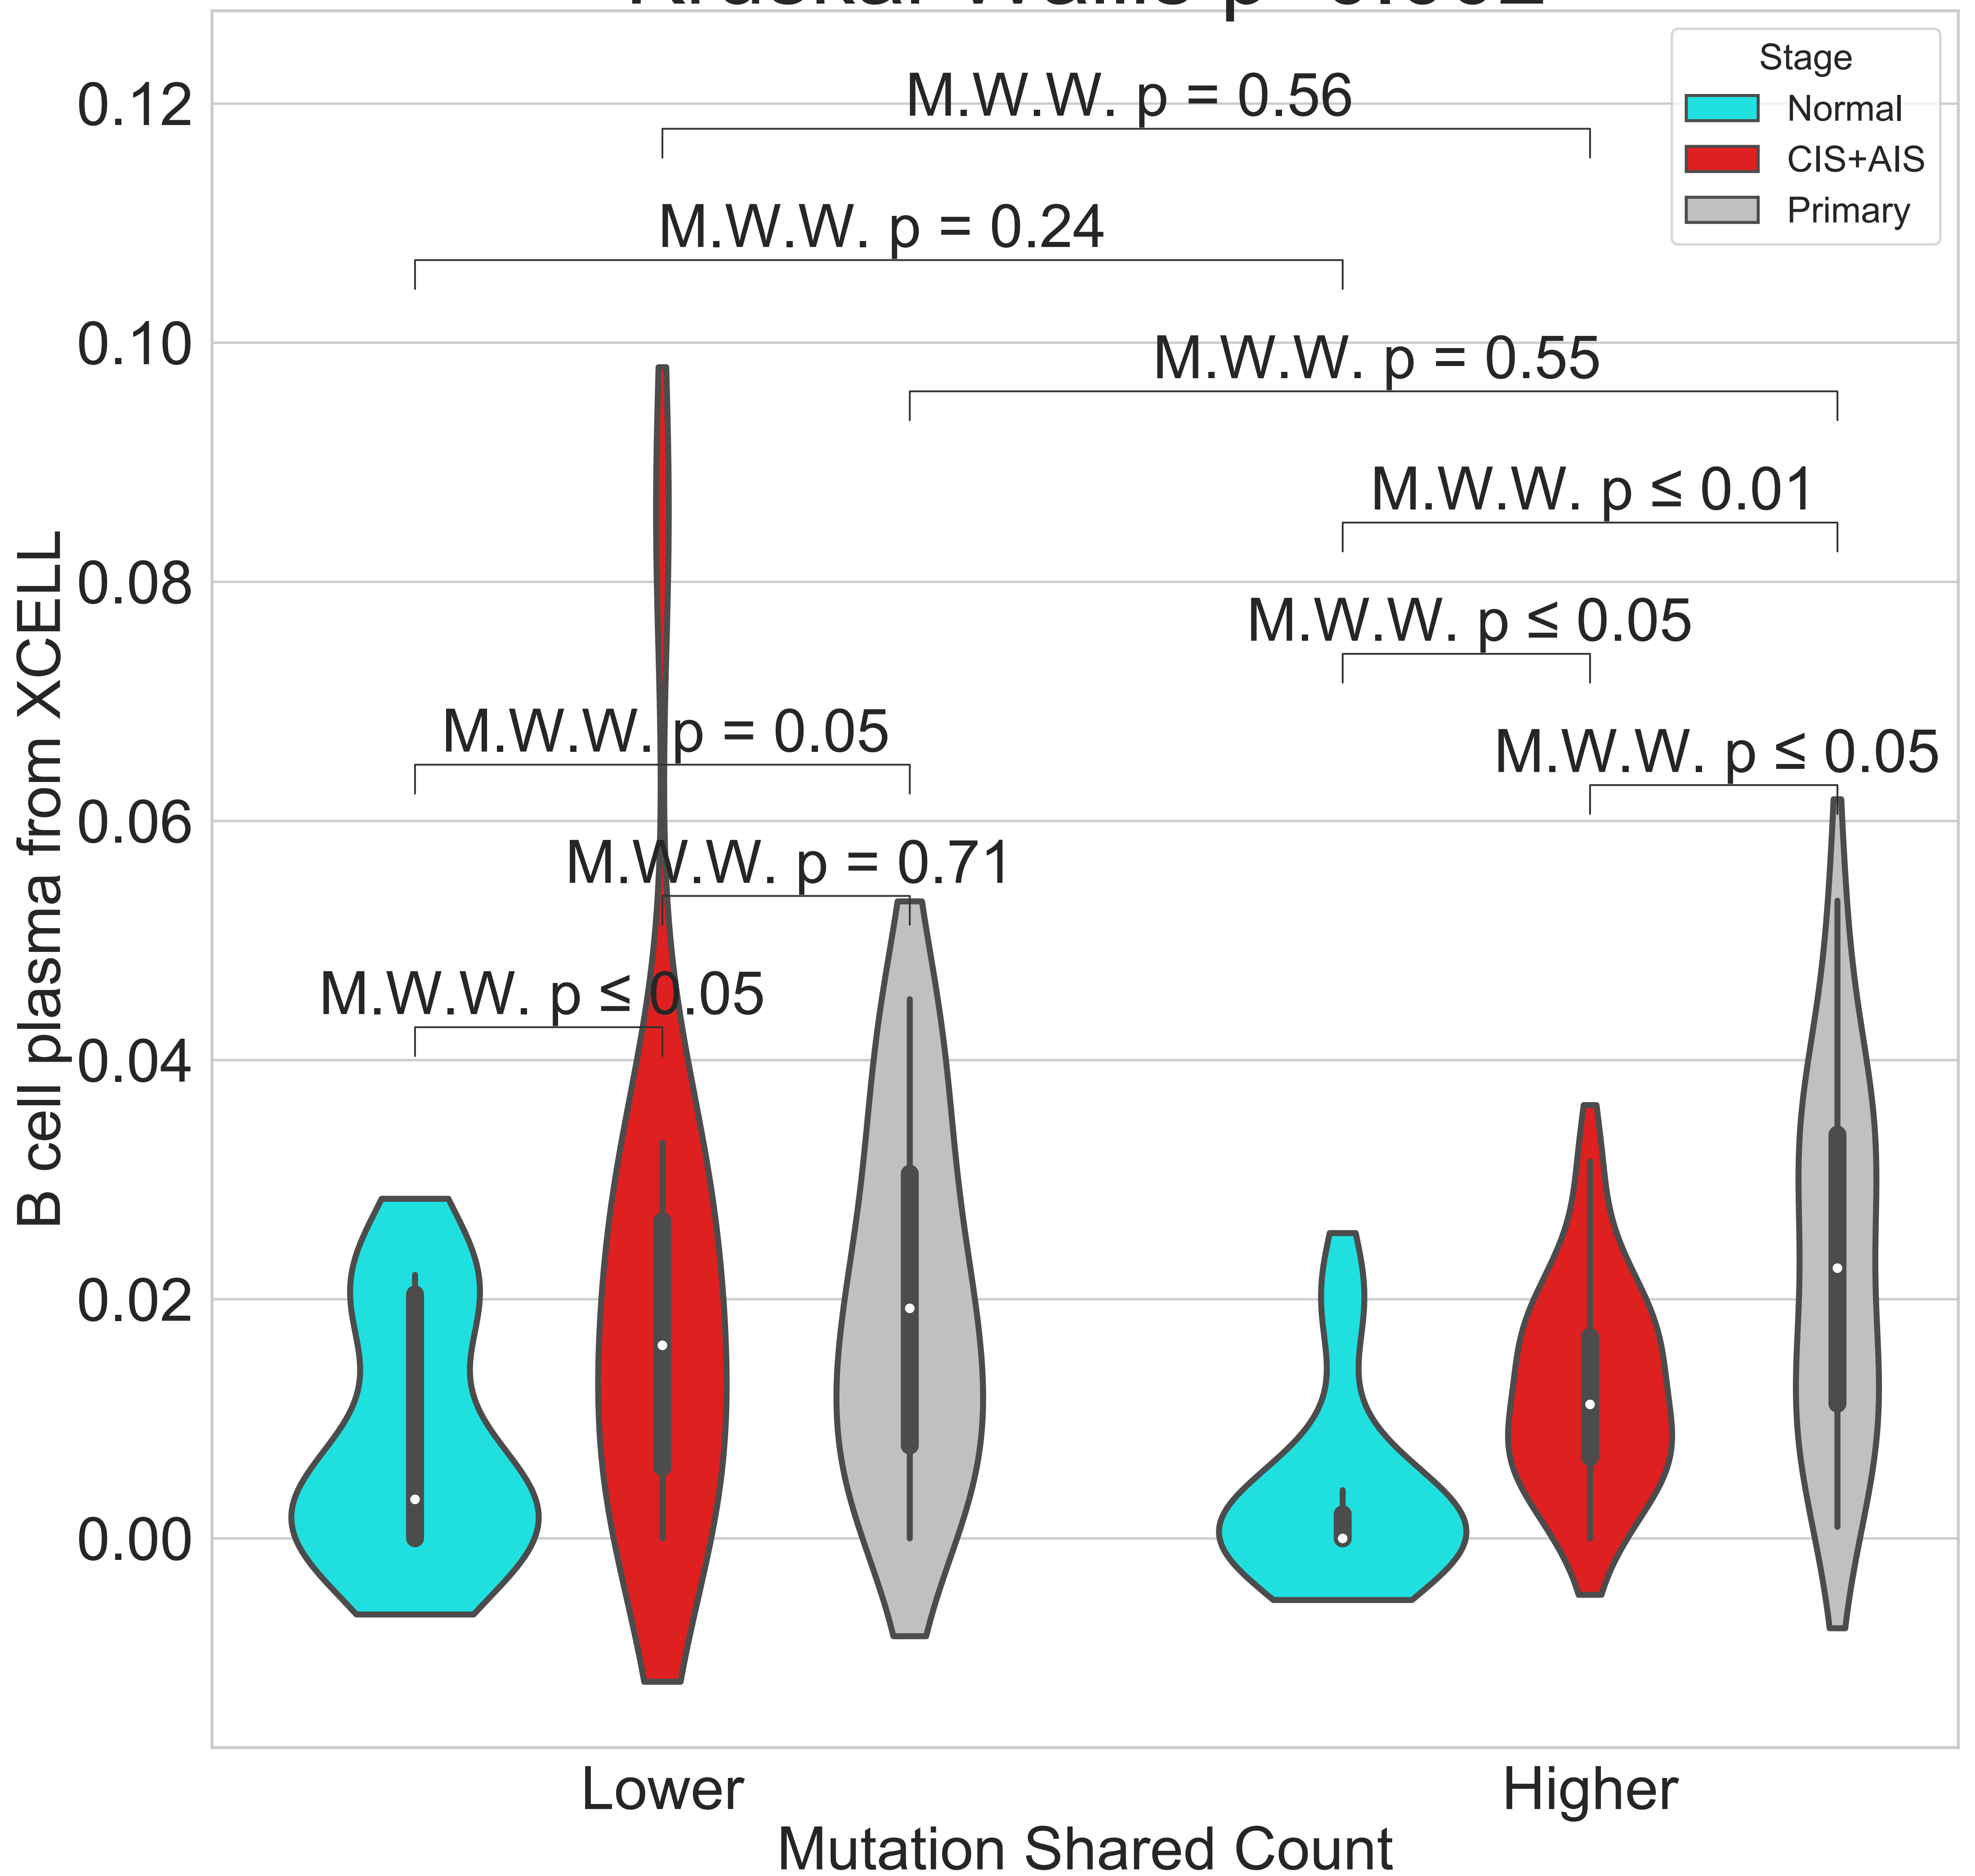 Stage
Normal
CIS+AIS
Primary
M.W.W. p = 0.56
M.W.W. p = 0.24
M.W.W. p = 0.55
M.W.W. p ≤ 0.01
M.W.W. p ≤ 0.05
M.W.W. p = 0.05
M.W.W. p ≤ 0.05
M.W.W. p = 0.71
M.W.W. p ≤ 0.05
0.12
0.10
0.08
0.06
0.04
0.02
0.00
B cell plasma from XCELL
Lower
Higher
Mutation Shared Count